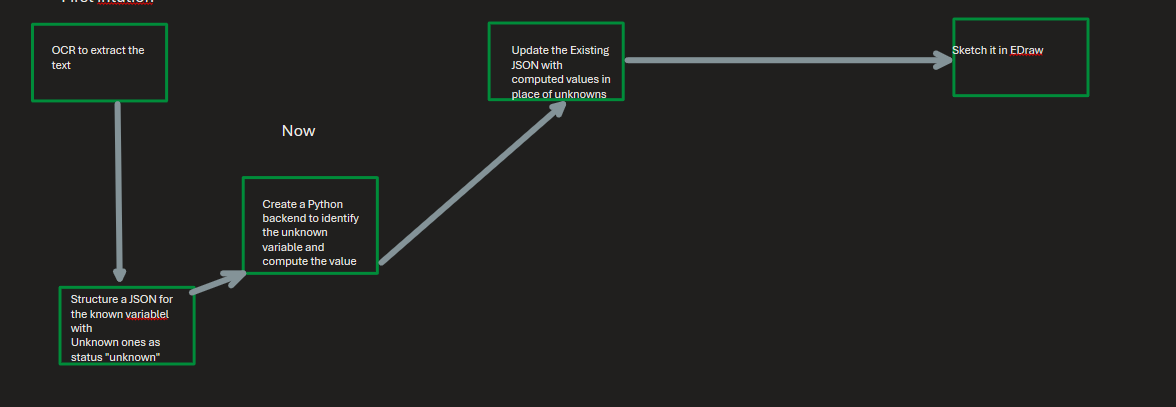 First intution
OCR to extract the
text
Update the Existing
JSON with
computed values in
place of unknowns
Sketch it in EDraw
Now
Create a Python
backend to identify
the unknown
variable and
compute the value
Structure a JSON for
the known variablel
with
Unknown ones as
status "unknown"